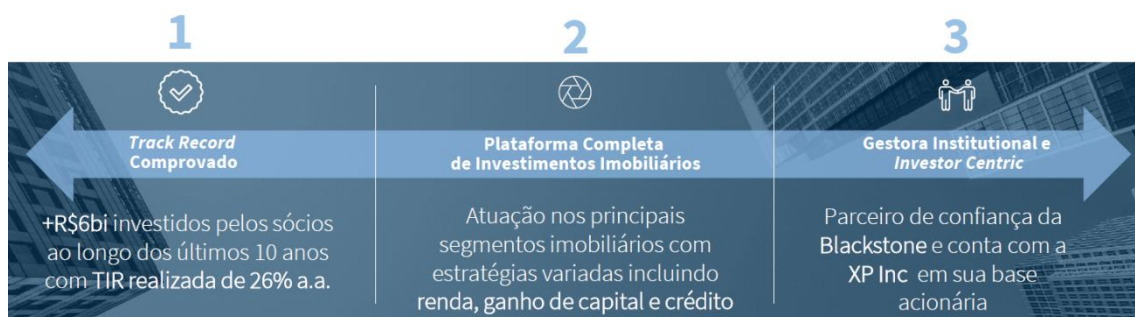 1
Track Record
Comprovado
+R$6bi investidos pelos sócios
ao longo dos últimos 10 anos
com TIR realizada de 26% a.a.
2
Plataforma Completa
de Investimentos Imobiliários
Atuação nos principais
segmentos imobiliários com
estratégias variadas incluindo
renda, ganho de capital e crédito
3
Gestora Institutional e
Investor Centric
Parceiro de confiança da
Blackstone e conta com a
XP Inc em sua base
acionária